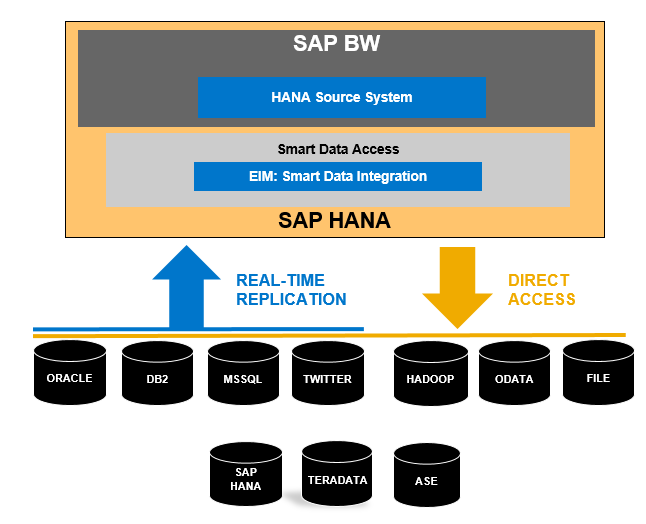 SAP BW
HANA Source System
Smart Data Access
EIM: Smart Data Integration
SAP HANA
REAL-TIME
REPLICATION
DIRECT
ACCESS
ORACLE
DB2
MSSQL
TWITTER
HADOOP
ODATA
FILE
SAP
HANA
TERADATA
ASE